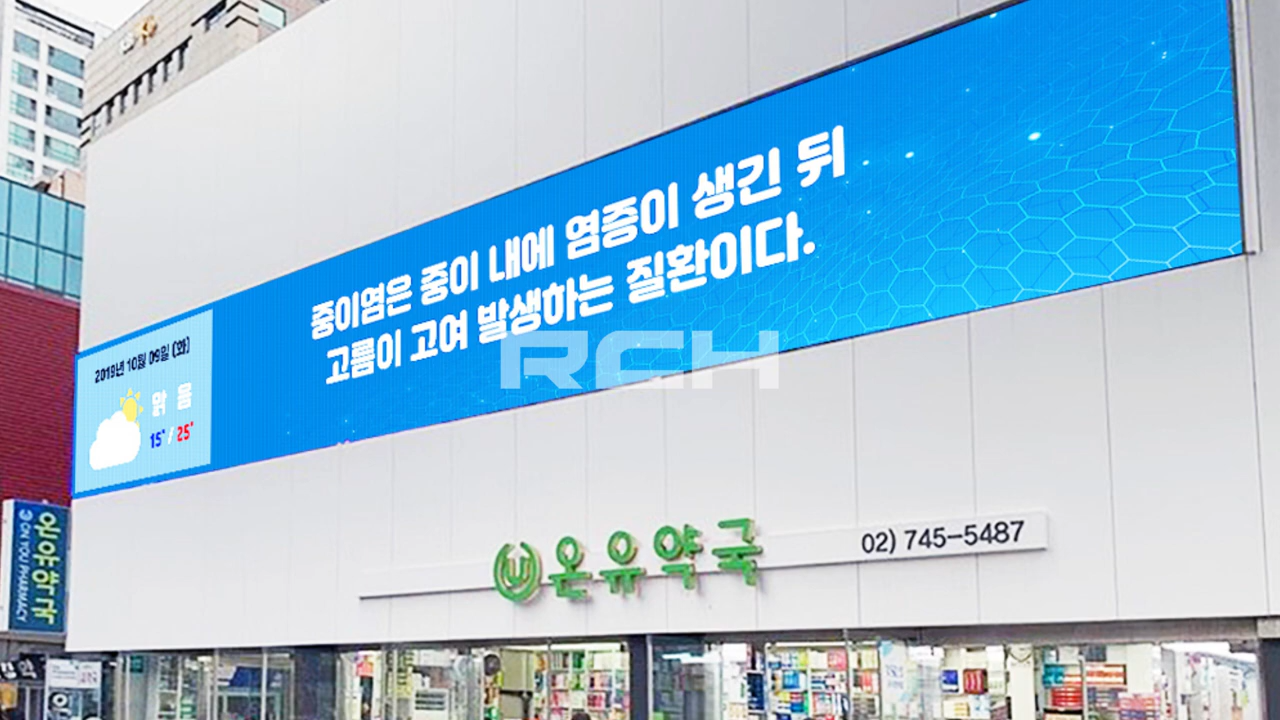 중이염은 중이 내에 염증이 생긴 뒤
고름이 고여 발생하는 질환이다.
2019년 10월 09일 (화)
맑 음
15° / 25°
RCH
온유약국
02) 745-5487
온유약국
ON YOU PHARMACY